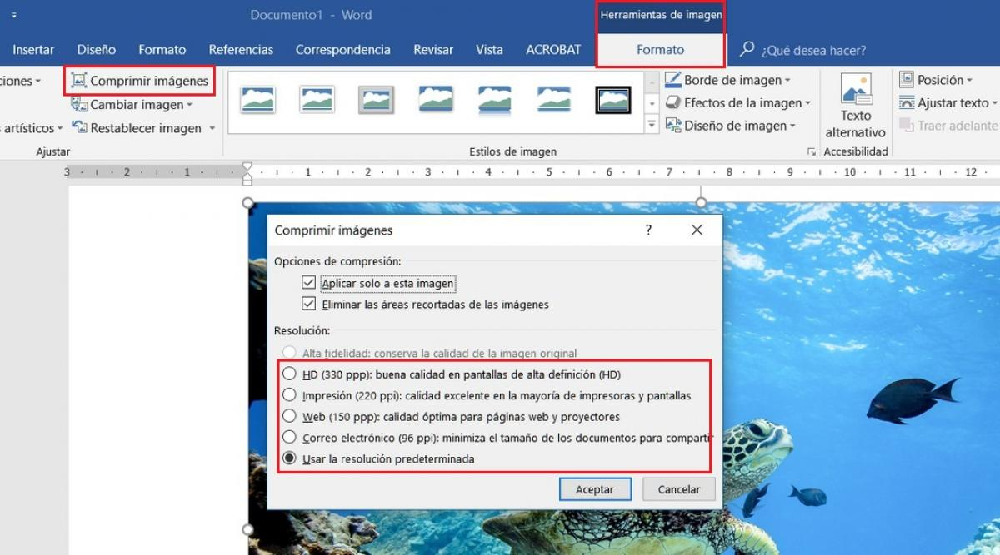 Documento1 - Word
Herramientas de imagen
Insertar Diseño Formato Referencias Correspondencia Revisar Vista ACROBAT Formato ¿Qué desea hacer?
ciones Comprimir imágenes
Cambiar imagen
artísticos Restablecer imagen
Ajustar
Estilos de imagen
Borde de imagen
Efectos de la imagen
Diseño de imagen
Texto
alternativo
Accesibilidad
Posición
Ajustar texto
Traer adelante
3 2 1 1 2 3 4 5 6 7 8 9 10 11 12
Comprimir imágenes ?
Opciones de compresión:
Aplicar solo a esta imagen
Eliminar las áreas recortadas de las imágenes
Resolución:
Alta fidelidad: conserva la calidad de la imagen original
HD (330 ppp): buena calidad en pantallas de alta definición (HD)
Impresión (220 ppi): calidad excelente en la mayoría de impresoras y pantallas
Web (150 ppp): calidad óptima para páginas web y proyectores
Correo electrónico (96 ppi): minimiza el tamaño de los documentos para compartir
Usar la resolución predeterminada
Aceptar Cancelar